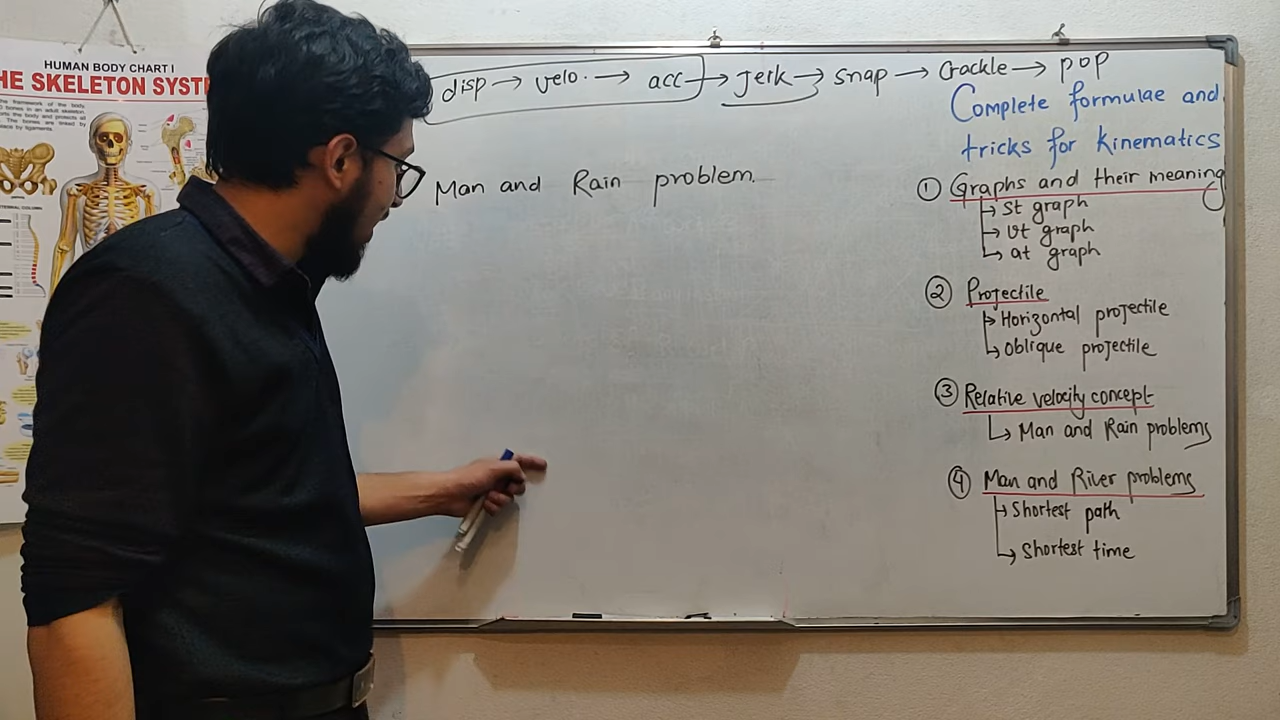 HUMAN BODY CHART I
HE SKELETON SYST
disp → velo. → acc → Jerk → snap → Crackle → pop
Complete formulae and
tricks for kinematics
Man and Rain problem.
① Graphs and their meaning
↳ st graph
↳ vt graph
↳ at graph
② Projectile
↳ Horizontal projectile
↳ Oblique projectile
③ Relative velocity concept
↳ Man and Rain problems
④ Man and River problems
↳ Shortest path
↳ Shortest time